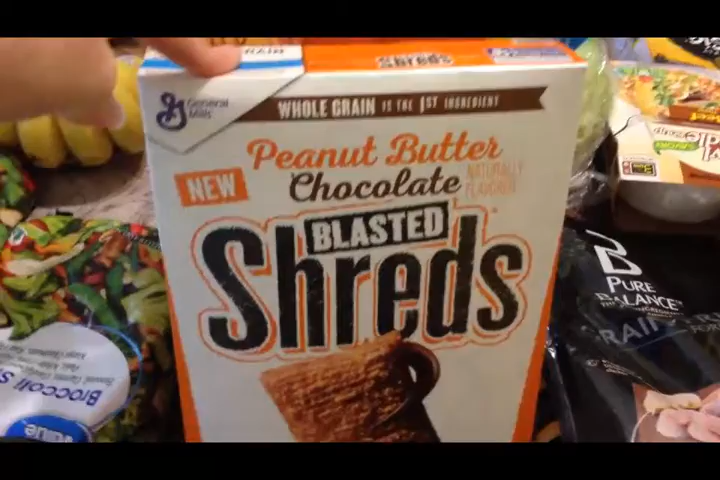 Shreds
General
Mills
WHOLE GRAIN IS THE 1ST INGREDIENT
Peanut Butter
NEW
Chocolate
NATURALLY
FLAVORED
BLASTED
Shreds
PURE
BALANCE
Broccoli S